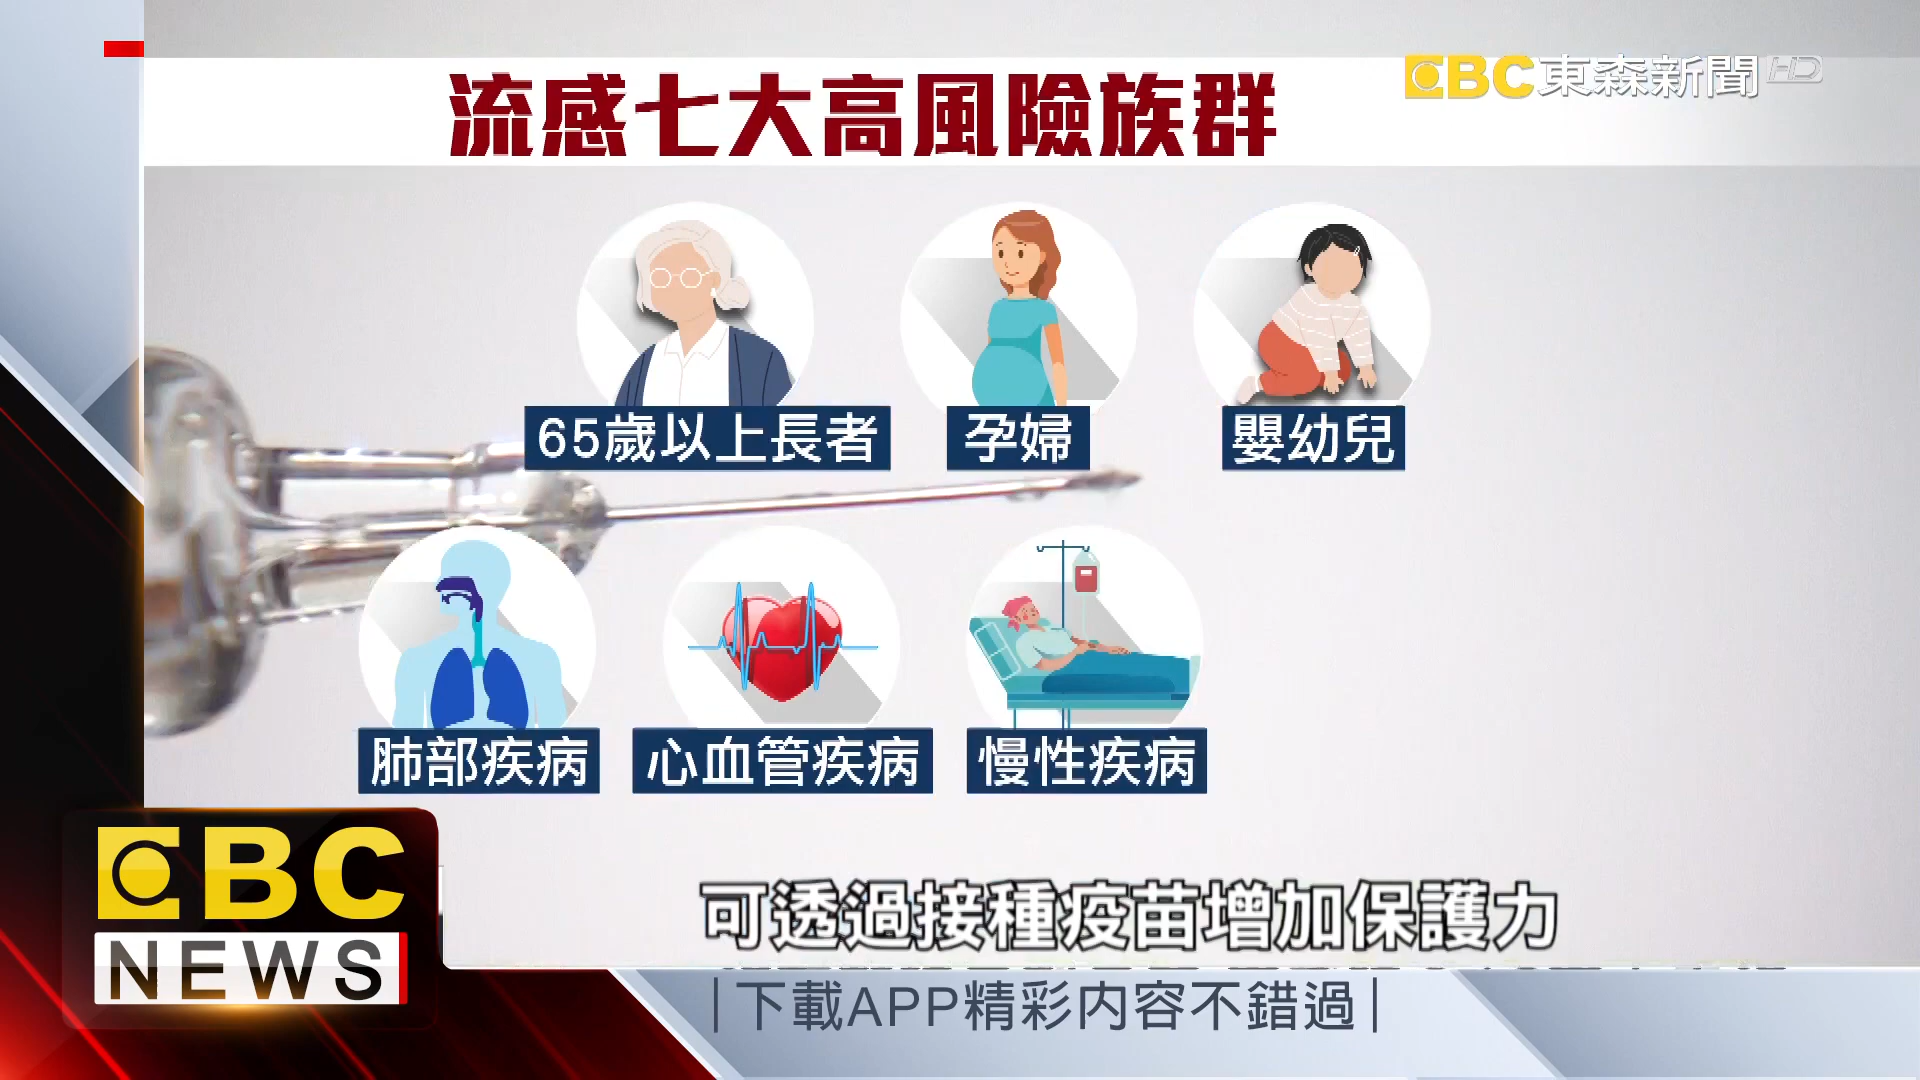 流感七大高風險族群
EBC東森新聞HD
65歲以上長者
孕婦
嬰幼兒
肺部疾病
心血管疾病
慢性疾病
可透過接種疫苗增加保護力
EBC
NEWS
|下載APP精彩内容不錯過|